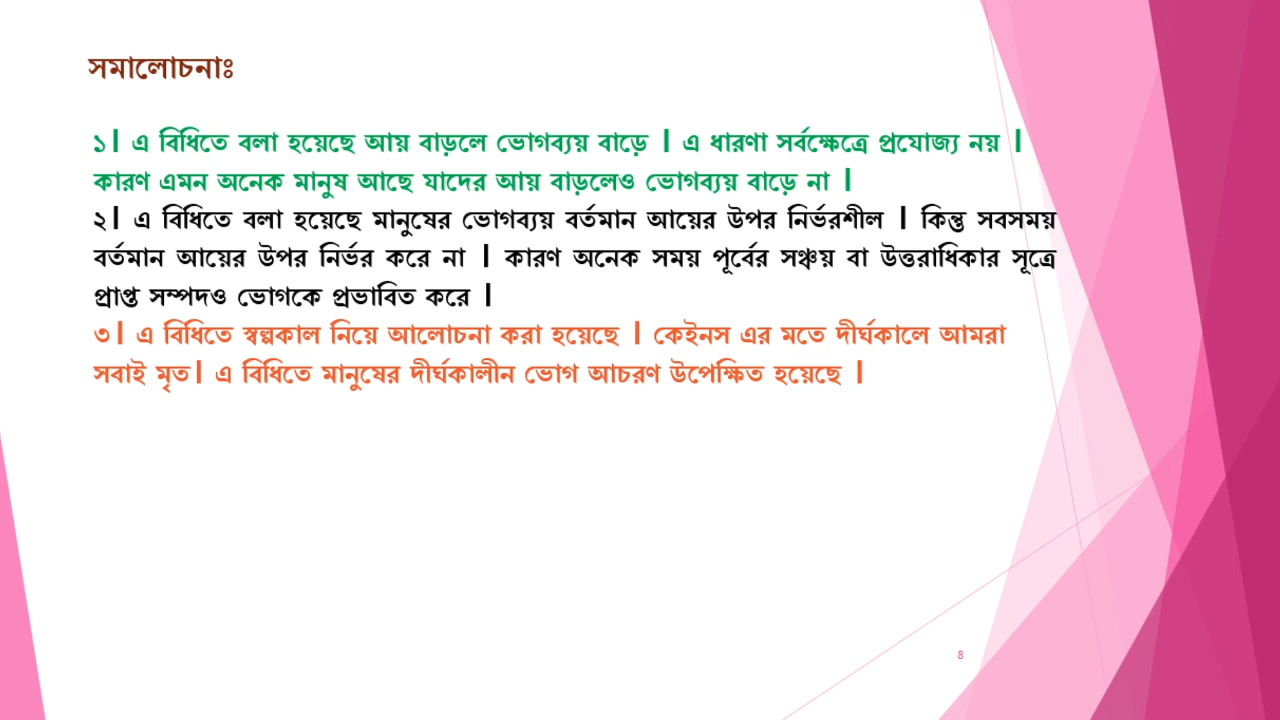 সমালোচনাঃ
১। এ বিধিতে বলা হয়েছে আয় বাড়লে ভোগব্যয় বাড়ে । এ ধারণা সর্বক্ষেত্রে প্রযোজ্য নয় ।
কারণ এমন অনেক মানুষ আছে যাদের আয় বাড়লেও ভোগব্যয় বাড়ে না ।
২। এ বিধিতে বলা হয়েছে মানুষের ভোগব্যয় বর্তমান আয়ের উপর নির্ভরশীল । কিন্তু সবসময়
বর্তমান আয়ের উপর নির্ভর করে না । কারণ অনেক সময় পূর্বের সঞ্চয় বা উত্তরাধিকার সূত্রে
প্রাপ্ত সম্পদও ভোগকে প্রভাবিত করে ।
৩। এ বিধিতে স্বল্পকাল নিয়ে আলোচনা করা হয়েছে । কেইনস এর মতে দীর্ঘকালে আমরা
সবাই মৃত। এ বিধিতে মানুষের দীর্ঘকালীন ভোগ আচরণ উপেক্ষিত হয়েছে ।
8